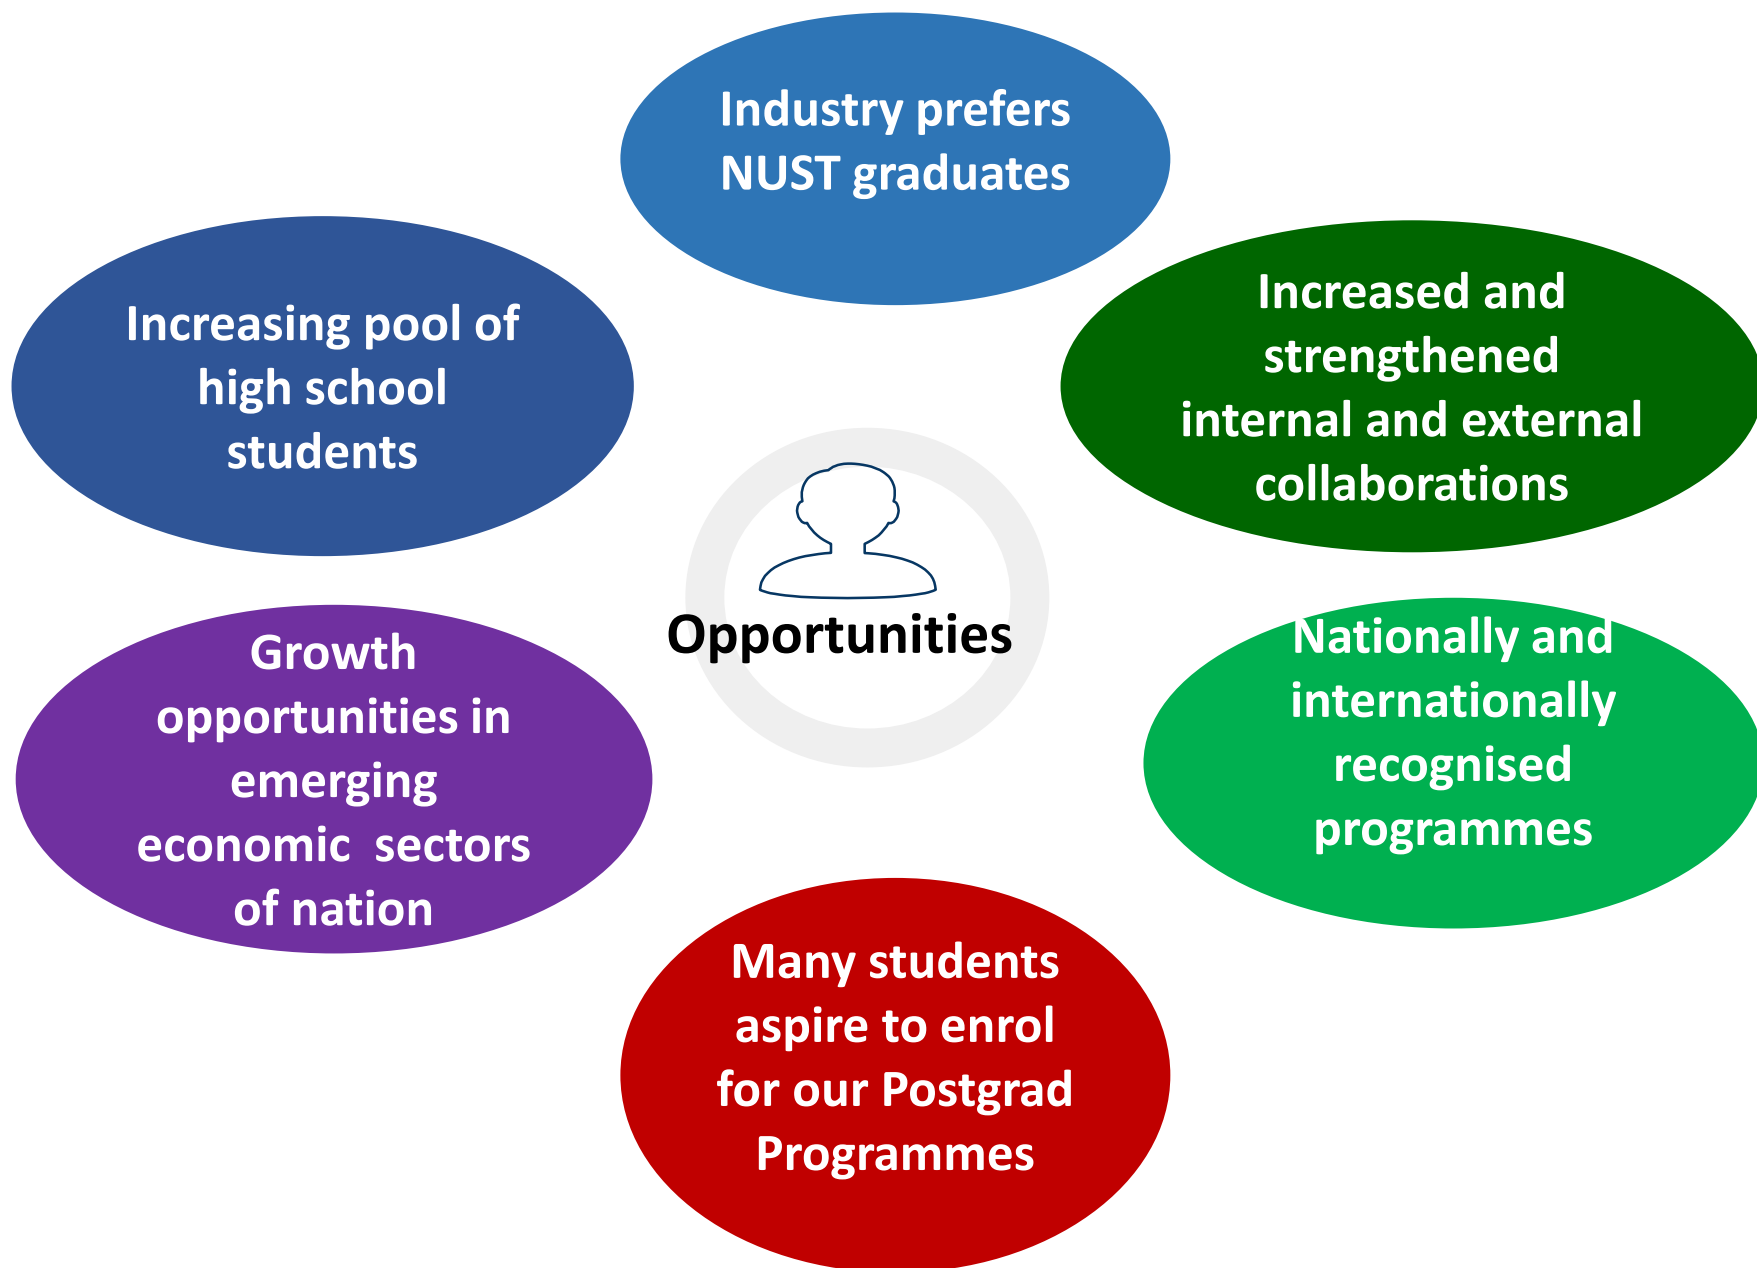 Industry prefers
NUST graduates
Increased and
strengthened
internal and external
collaborations
Increasing pool of
high school
students
Opportunities
Nationally and
internationally
recognised
programmes
Growth
opportunities in
emerging
economic  sectors
of nation
Many students
aspire to enrol
for our Postgrad
Programmes